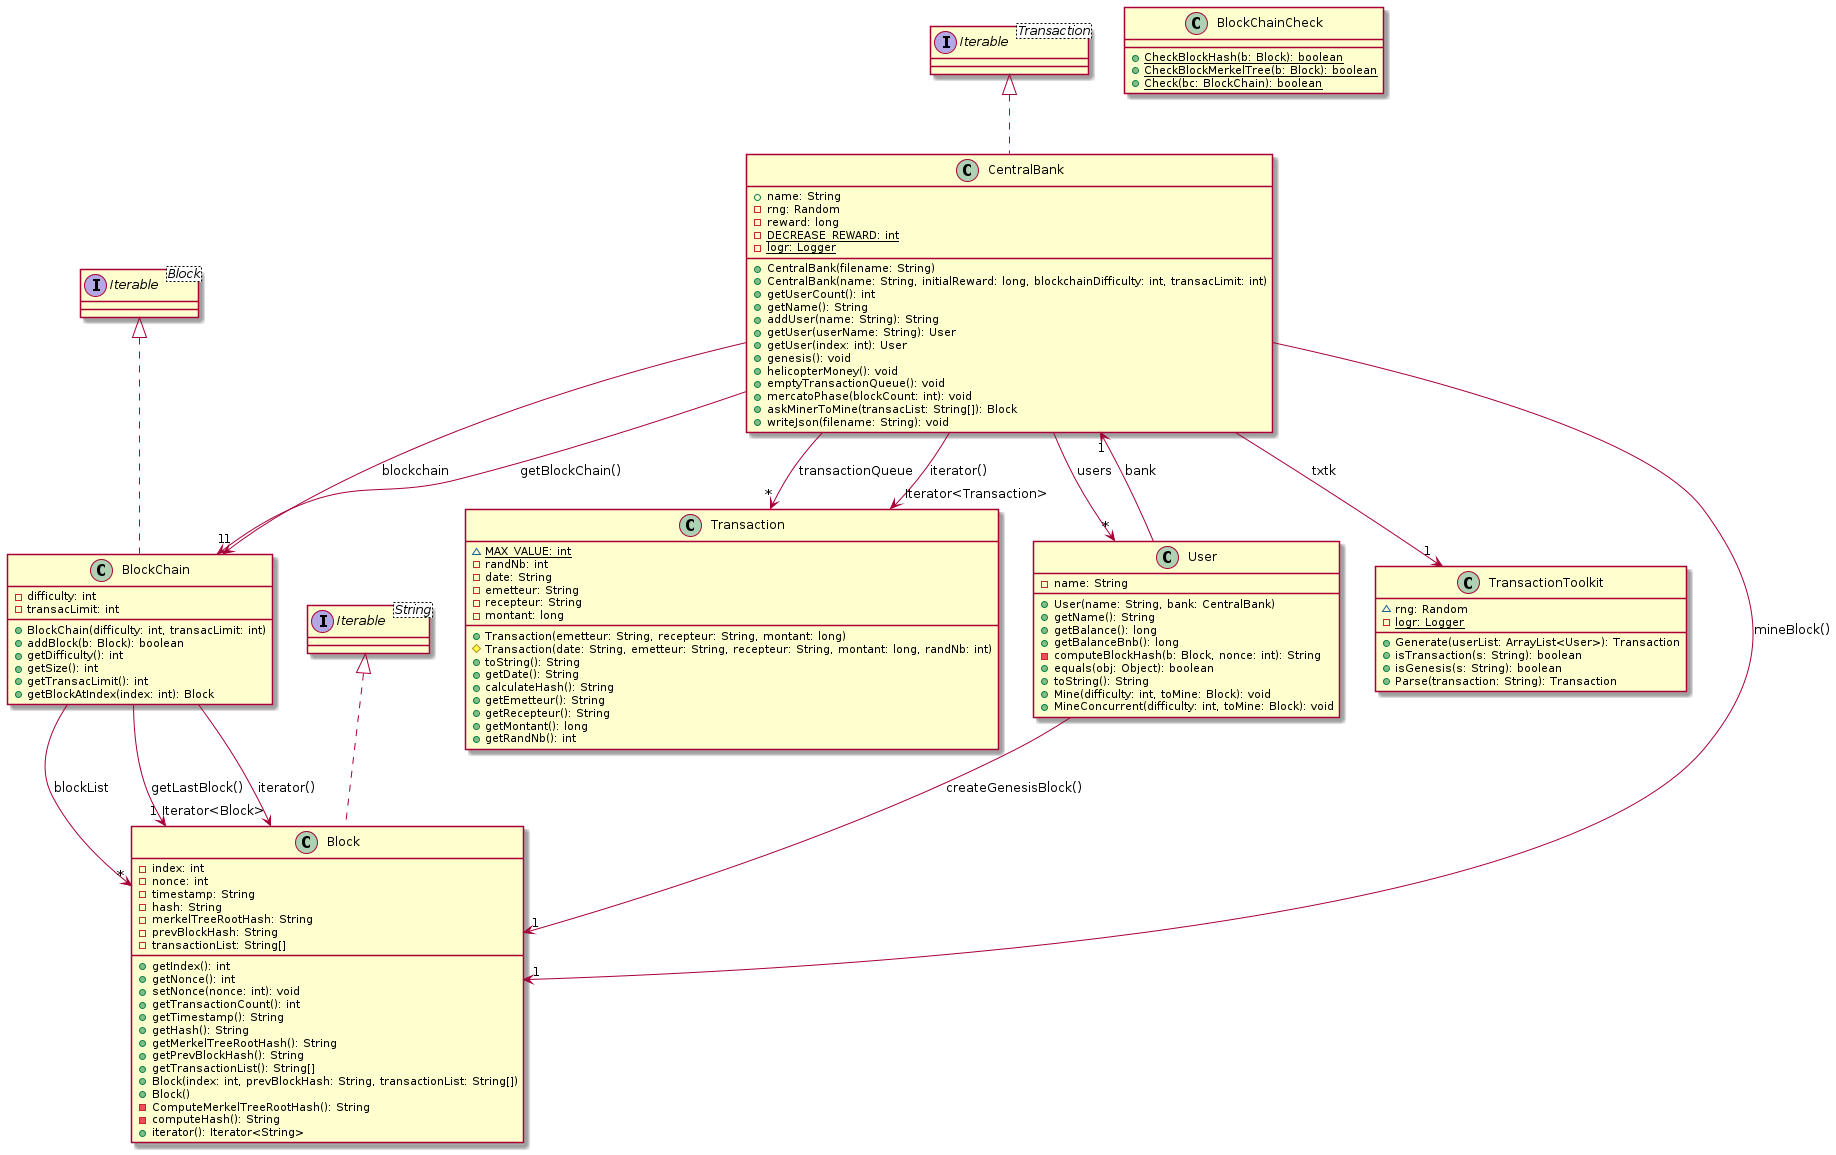 C BlockChainCheck
CheckBlockHash(b: Block): boolean
CheckBlockMerkelTree(b: Block): boolean
Check(bc: BlockChain): boolean
I Iterable
Transaction
C CentralBank
name: String
rng: Random
reward: long
DECREASE_REWARD: int
logr: Logger
CentralBank(filename: String)
CentralBank(name: String, initialReward: long, blockchainDifficulty: int, transacLimit: int)
getUserCount(): int
getName(): String
addUser(name: String): String
getUser(userName: String): User
getUser(index: int): User
genesis(): void
helicopterMoney(): void
emptyTransactionQueue(): void
mercatoPhase(blockCount: int): void
askMinerToMine(transacList: String[]): Block
writeJson(filename: String): void
I Iterable
Block
blockchain
getBlockChain()
transactionQueue
iterator()
users
bank
txtk
mineBlock()
1
1
*
Iterator<Transaction>
*
1
1
C BlockChain
difficulty: int
transacLimit: int
BlockChain(difficulty: int, transacLimit: int)
addBlock(b: Block): boolean
getDifficulty(): int
getSize(): int
getTransacLimit(): int
getBlockAtIndex(index: int): Block
I Iterable
String
C Transaction
MAX_VALUE: int
randNb: int
date: String
emetteur: String
recepteur: String
montant: long
Transaction(emetteur: String, recepteur: String, montant: long)
Transaction(date: String, emetteur: String, recepteur: String, montant: long, randNb: int)
toString(): String
getDate(): String
calculateHash(): String
getEmetteur(): String
getRecepteur(): String
getMontant(): long
getRandNb(): int
C User
name: String
User(name: String, bank: CentralBank)
getName(): String
getBalance(): long
getBalanceBnb(): long
computeBlockHash(b: Block, nonce: int): String
equals(obj: Object): boolean
toString(): String
Mine(difficulty: int, toMine: Block): void
MineConcurrent(difficulty: int, toMine: Block): void
C TransactionToolkit
rng: Random
logr: Logger
Generate(userList: ArrayList<User>): Transaction
isTransaction(s: String): boolean
isGenesis(s: String): boolean
Parse(transaction: String): Transaction
blockList
getLastBlock()
iterator()
createGenesisBlock()
*
1
Iterator<Block>
1
1
C Block
index: int
nonce: int
timestamp: String
hash: String
merkelTreeRootHash: String
prevBlockHash: String
transactionList: String[]
getIndex(): int
getNonce(): int
setNonce(nonce: int): void
getTransactionCount(): int
getTimestamp(): String
getHash(): String
getMerkelTreeRootHash(): String
getPrevBlockHash(): String
getTransactionList(): String[]
Block(index: int, prevBlockHash: String, transactionList: String[])
Block()
ComputeMerkelTreeRootHash(): String
computeHash(): String
iterator(): Iterator<String>